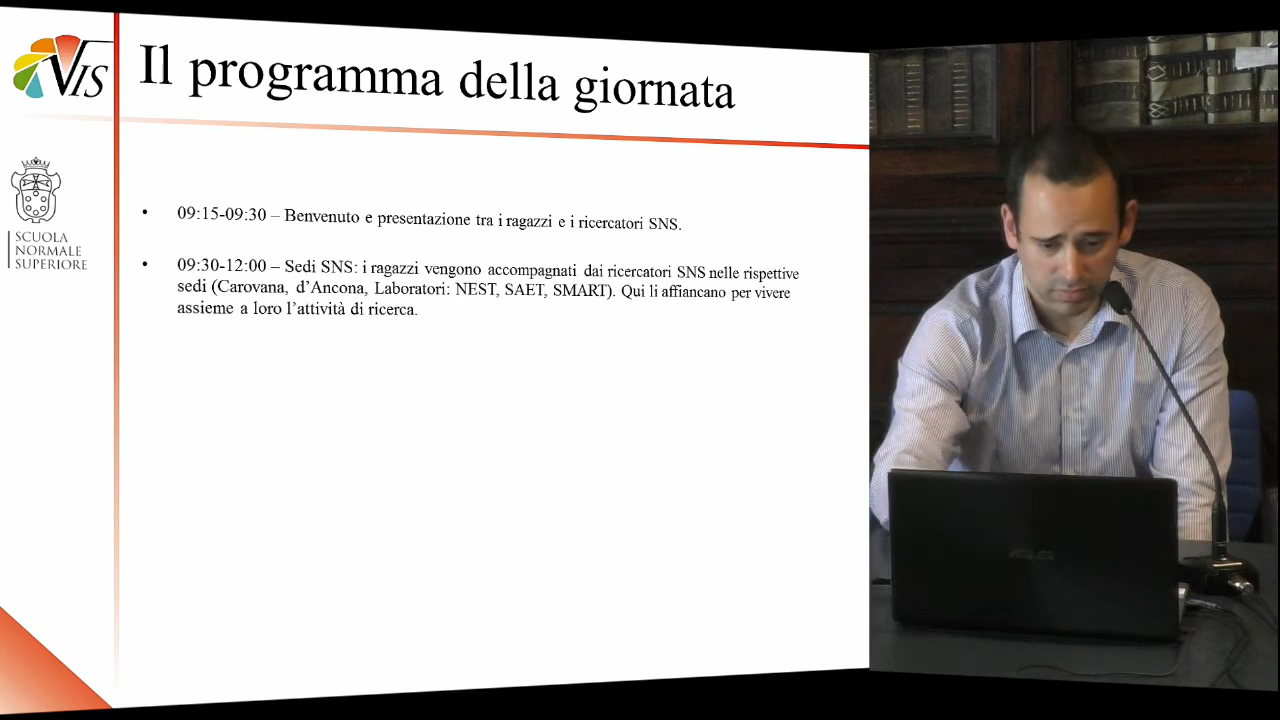 VIS
Il programma della giornata
SCUOLA
NORMALE
SUPERIORE
• 09:15-09:30 – Benvenuto e presentazione tra i ragazzi e i ricercatori SNS.
• 09:30-12:00 – Sedi SNS: i ragazzi vengono accompagnati dai ricercatori SNS nelle rispettive
sedi (Carovana, d’Ancona, Laboratori: NEST, SAET, SMART). Qui li affiancano per vivere
assieme a loro l’attività di ricerca.
ASUS